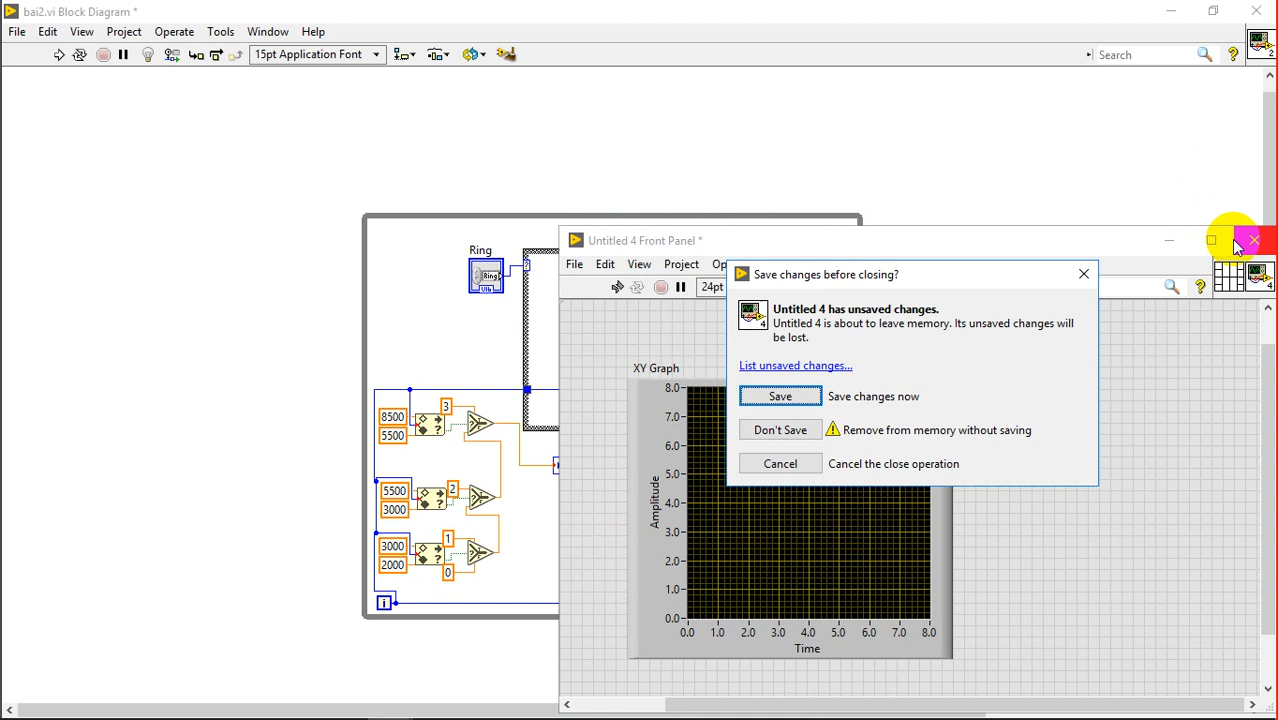 bai2.vi Block Diagram *
File Edit View Project Operate Tools Window Help
15pt Application Font
Search
2
Ring
Ring
?
8500
5500
3
?
5500
3000
2
?
3000
2000
1
?
0
i
Untitled 4 Front Panel *
File Edit View Project Op
24pt
?
4
XY Graph
Amplitude
8.0
7.0
6.0
5.0
4.0
3.0
2.0
1.0
0.0
0.0 1.0 2.0 3.0 4.0 5.0 6.0 7.0 8.0
Time
Save changes before closing?
4
Untitled 4 has unsaved changes.
Untitled 4 is about to leave memory. Its unsaved changes will
be lost.
List unsaved changes...
Save Save changes now
Don't Save Remove from memory without saving
Cancel Cancel the close operation